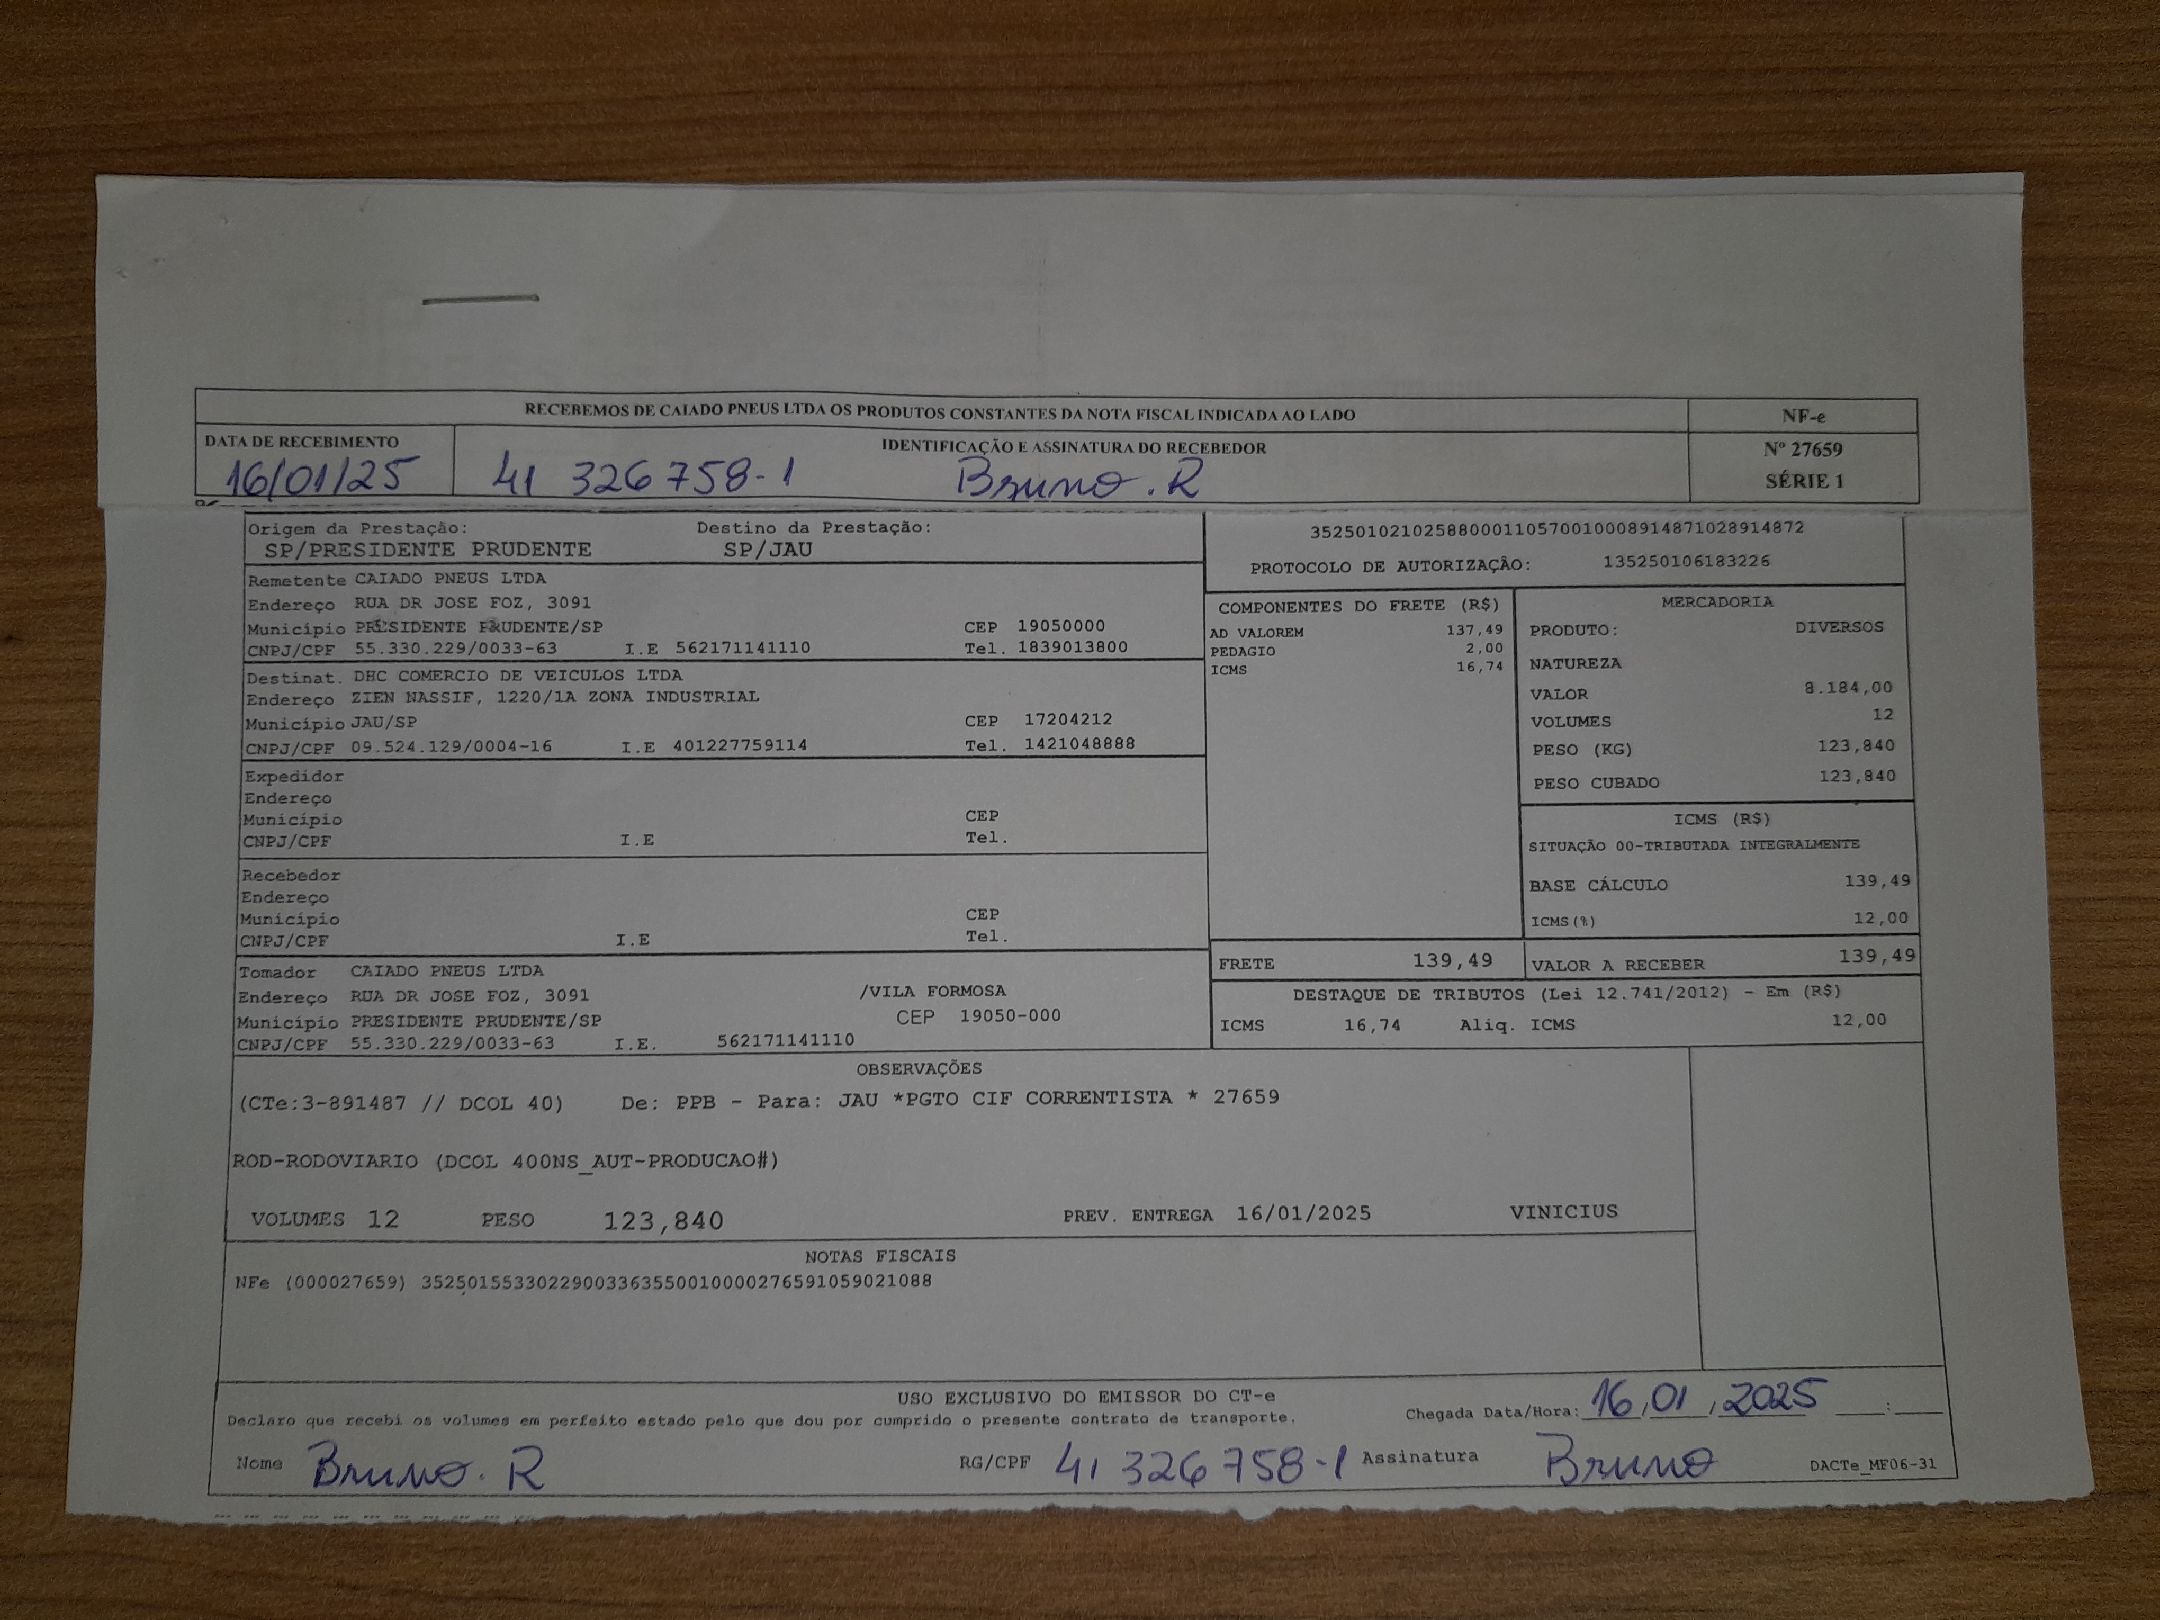 RECEBEMOS DE CAIADO PNEUS LTDA OS PRODUTOS CONSTANTES DA NOTA FISCAL INDICADA AO LADO
NF-e
DATA DE RECEBIMENTO
16/01/25
IDENTIFICAÇÃO E ASSINATURA DO RECEBEDOR
41 326 758-1 Bruno. R
Nº 27659
SÉRIE 1
Origem da Prestação: Destino da Prestação:
SP/PRESIDENTE PRUDENTE SP/JAU
Remetente CAIADO PNEUS LTDA
Endereço RUA DR JOSE FOZ, 3091
Município PRESIDENTE PRUDENTE/SP CEP 19050000
CNPJ/CPF 55.330.229/0033-63 I.E 562171141110 Tel. 1839013800
Destinat. DHC COMERCIO DE VEICULOS LTDA
Endereço ZIEN NASSIF, 1220/1A ZONA INDUSTRIAL
Município JAU/SP CEP 17204212
CNPJ/CPF 09.524.129/0004-16 I.E 401227759114 Tel. 1421048888
Expedidor
Endereço
Município CEP
CNPJ/CPF I.E Tel.
Recebedor
Endereço
Município CEP
CNPJ/CPF I.E Tel.
Tomador CAIADO PNEUS LTDA
Endereço RUA DR JOSE FOZ, 3091 /VILA FORMOSA
Município PRESIDENTE PRUDENTE/SP CEP 19050-000
CNPJ/CPF 55.330.229/0033-63 I.E. 562171141110
35250102102588000110570010008914871028914872
PROTOCOLO DE AUTORIZAÇÃO: 135250106183226
COMPONENTES DO FRETE (R$)
AD VALOREM 137,49
PEDAGIO 2,00
ICMS 16,74
MERCADORIA
PRODUTO: DIVERSOS
NATUREZA
VALOR 8.184,00
VOLUMES 12
PESO (KG) 123,840
PESO CUBADO 123,840
ICMS (R$)
SITUAÇÃO 00-TRIBUTADA INTEGRALMENTE
BASE CÁLCULO 139,49
ICMS(%) 12,00
FRETE 139,49 VALOR A RECEBER 139,49
DESTAQUE DE TRIBUTOS (Lei 12.741/2012) - Em (R$)
ICMS 16,74 Aliq. ICMS 12,00
OBSERVAÇÕES
(CTe:3-891487 // DCOL 40) De: PPB - Para: JAU *PGTO CIF CORRENTISTA * 27659
ROD-RODOVIARIO (DCOL 400NS_AUT-PRODUCAO#)
VOLUMES 12 PESO 123,840 PREV. ENTREGA 16/01/2025 VINICIUS
NOTAS FISCAIS
NFe (000027659) 35250155330229003363550010000276591059021088
USO EXCLUSIVO DO EMISSOR DO CT-e
Declaro que recebi os volumes em perfeito estado pelo que dou por cumprido o presente contrato de transporte. Chegada Data/Hora: 16/01/2025 __:__
Nome Bruno. R RG/CPF 41 326 758-1 Assinatura Bruno DACTe_MF06-31